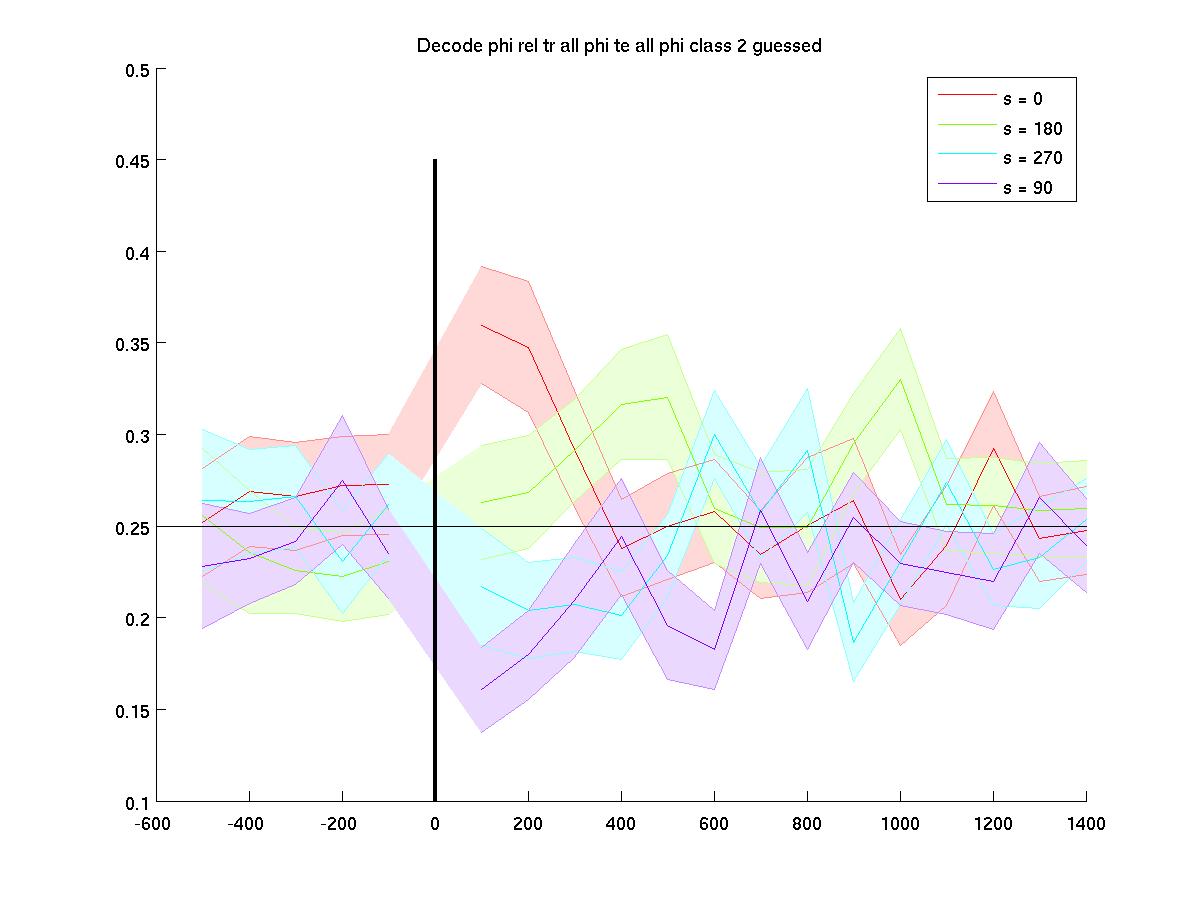 Decode phi rel tr all phi te all phi class 2 guessed
0.5
0.45
0.4
0.35
0.3
0.25
0.2
0.15
0.1
s = 0
s = 180
s = 270
s = 90
-600 -400 -200 0 200 400 600 800 1000 1200 1400